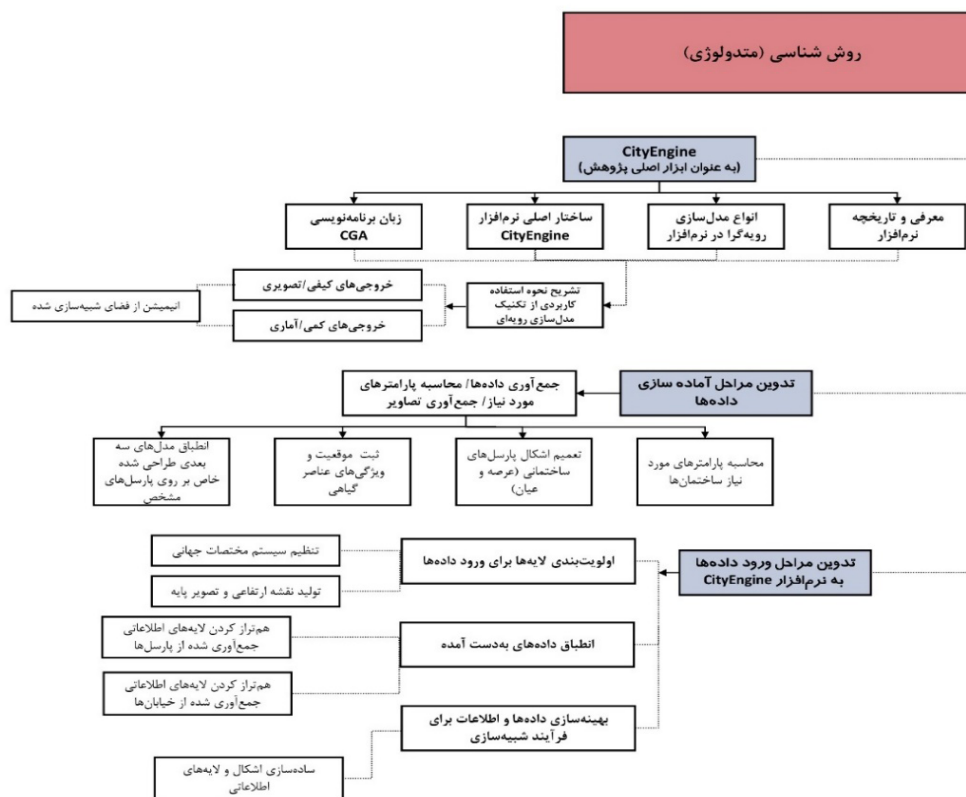 روش شناسی (متدولوژی)
CityEngine
(به عنوان ابزار اصلی پژوهش)
معرفی و تاریخچه
نرم‌افزار
انواع مدل‌سازی
رویه‌گرا در نرم‌افزار
ساختار اصلی نرم‌افزار
CityEngine
زبان برنامه‌نویسی
CGA
تشریح نحوه استفاده
کاربردی از تکنیک
مدل‌سازی رویه‌ای
خروجی‌های کیفی/تصویری
خروجی‌های کمی/آماری
انیمیشن از فضای شبیه‌سازی شده
تدوین مراحل آماده سازی
داده‌ها
جمع‌آوری داده‌ها/ محاسبه پارامترهای
مورد نیاز/ جمع‌آوری تصاویر
محاسبه پارامترهای مورد
نیاز ساختمان‌ها
تعمیم اشکال پارسل‌های
ساختمانی (عرصه و
عیان)
ثبت موقعیت و
ویژگی‌های عناصر
گیاهی
انطباق مدل‌های سه
بعدی طراحی شده
خاص بر روی پارسل‌های
مشخص
تدوین مراحل ورود داده‌ها
به نرم‌افزار CityEngine
اولویت‌بندی لایه‌ها برای ورود داده‌ها
تنظیم سیستم مختصات جهانی
تولید نقشه ارتفاعی و تصویر پایه
انطباق داده‌های به‌دست آمده
هم‌تراز کردن لایه‌های اطلاعاتی
جمع‌آوری شده از پارسل‌ها
هم‌تراز کردن لایه‌های اطلاعاتی
جمع‌آوری شده از خیابان‌ها
بهینه‌سازی داده‌ها و اطلاعات برای
فرآیند شبیه‌سازی
ساده‌سازی اشکال و لایه‌های
اطلاعاتی